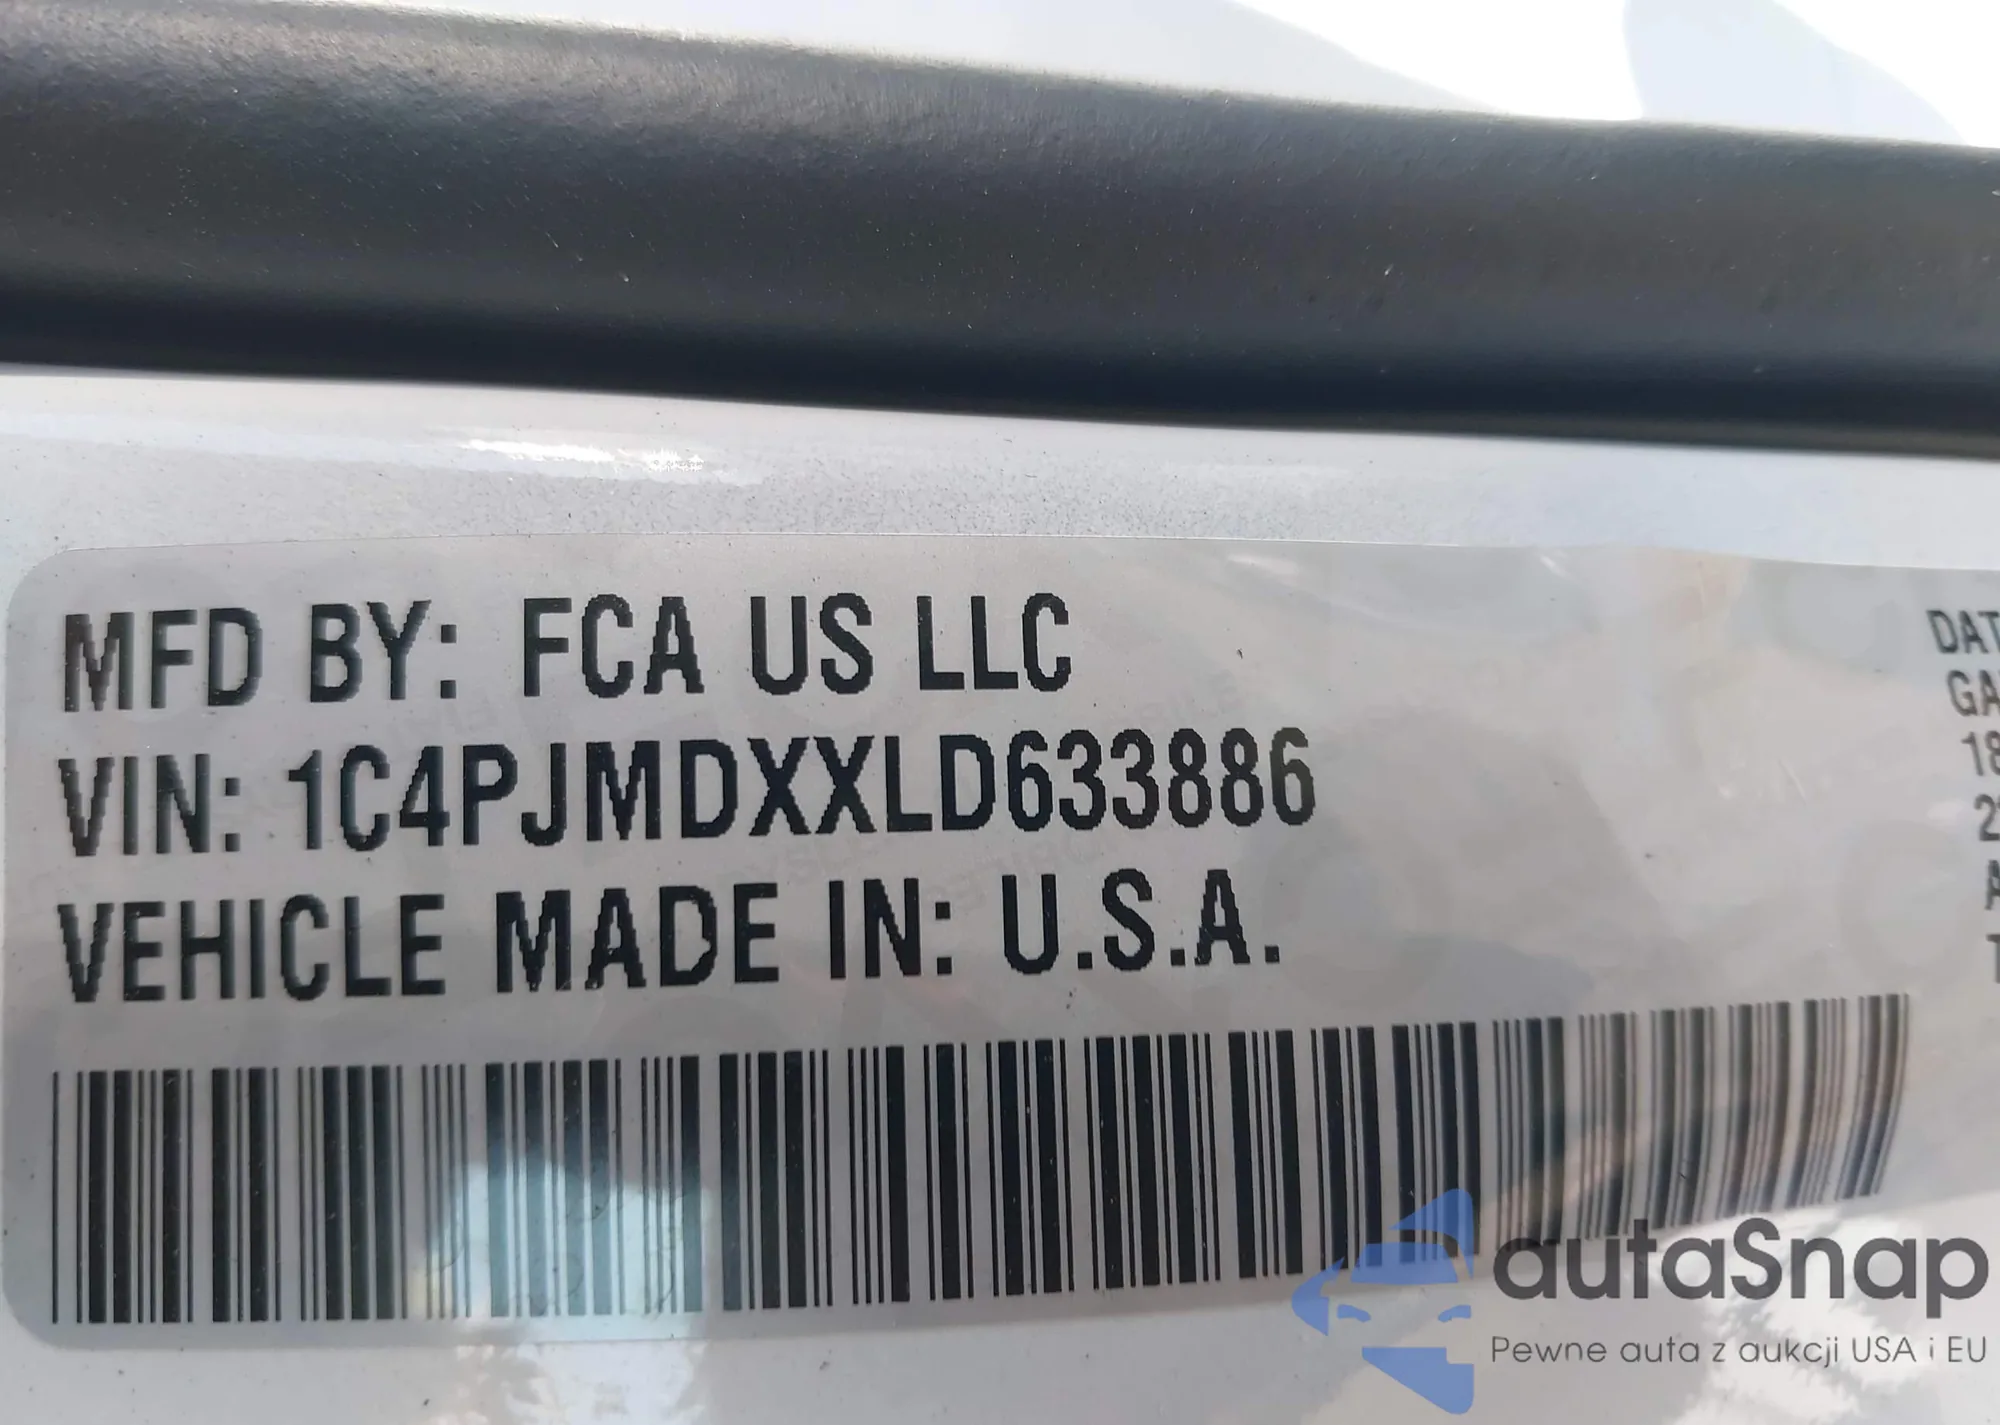 MFD BY: FCA US LLC
VIN: 1C4PJMDXXLD633886
VEHICLE MADE IN: U.S.A.
autaSnap
Pewne auta z aukcji USA i EU